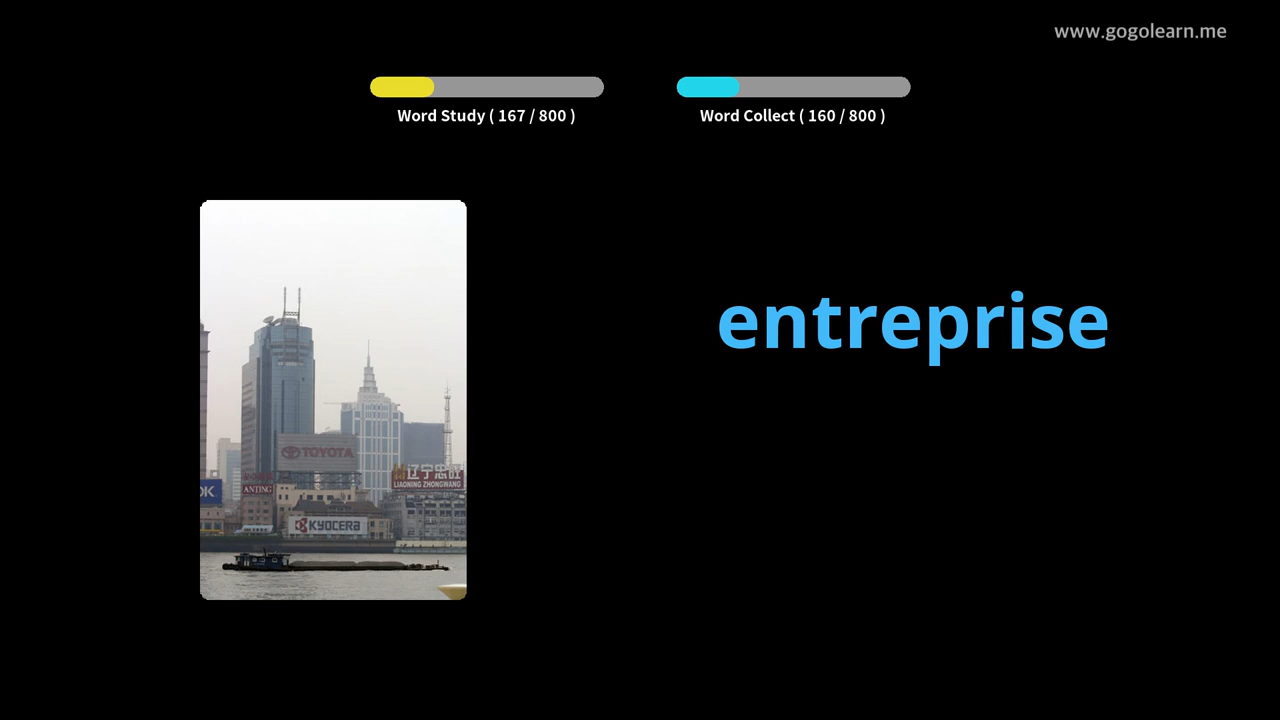 www.gogolearn.me
Word Study ( 167 / 800 )
Word Collect ( 160 / 800 )
entreprise
TOYOTA
辽宁忠旺
LIAONING ZHONGWANG
ANTING
KYOCERA